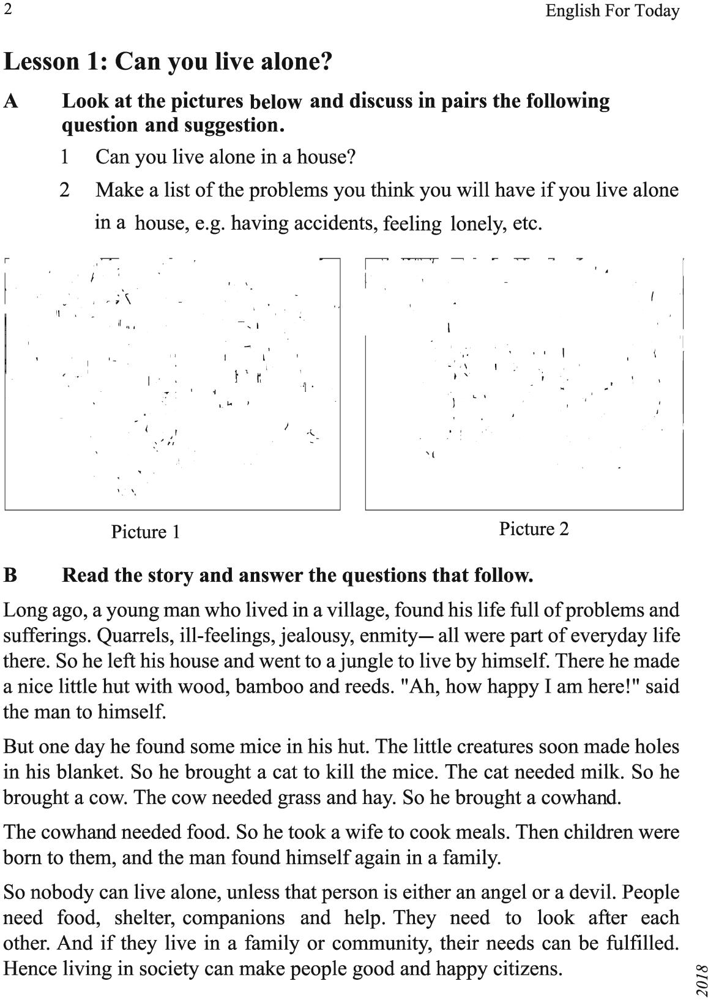 2
English For Today
Lesson 1: Can you live alone?
A Look at the pictures below and discuss in pairs the following
question and suggestion.
1 Can you live alone in a house?
2 Make a list of the problems you think you will have if you live alone
in a house, e.g. having accidents, feeling lonely, etc.
Picture 1
Picture 2
B Read the story and answer the questions that follow.
Long ago, a young man who lived in a village, found his life full of problems and
sufferings. Quarrels, ill-feelings, jealousy, enmity– all were part of everyday life
there. So he left his house and went to a jungle to live by himself. There he made
a nice little hut with wood, bamboo and reeds. "Ah, how happy I am here!" said
the man to himself.
But one day he found some mice in his hut. The little creatures soon made holes
in his blanket. So he brought a cat to kill the mice. The cat needed milk. So he
brought a cow. The cow needed grass and hay. So he brought a cowhand.
The cowhand needed food. So he took a wife to cook meals. Then children were
born to them, and the man found himself again in a family.
So nobody can live alone, unless that person is either an angel or a devil. People
need food, shelter, companions and help. They need to look after each
other. And if they live in a family or community, their needs can be fulfilled.
Hence living in society can make people good and happy citizens.
2018